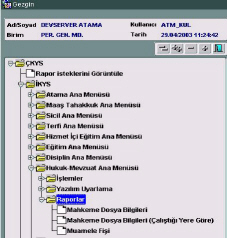 Gezgin
Adı/Soyad DEVSERVER ATAMA Kullanıcı ATM_KUL.
Birim PER. GEN. MD. Tarih 29/04/2003 11:24:42
ÇKYS
Rapor isteklerini Görüntüle
İKYS
Atama Ana Menüsü
Maaş Tahakkuk Ana Menüsü
Sicil Ana Menüsü
Terfi Ana Menüsü
Hizmet İçi Eğitim Ana Menüsü
Eğitim Ana Menüsü
Disiplin Ana Menüsü
Hukuk-Mevzuat Ana Menüsü
İşlemler
Yazılım Uyarlama
Raporlar
Mahkeme Dosya Bilgileri
Mahkeme Dosya Bilgileri (Çalıştığı Yere Göre)
Muamele Fişi